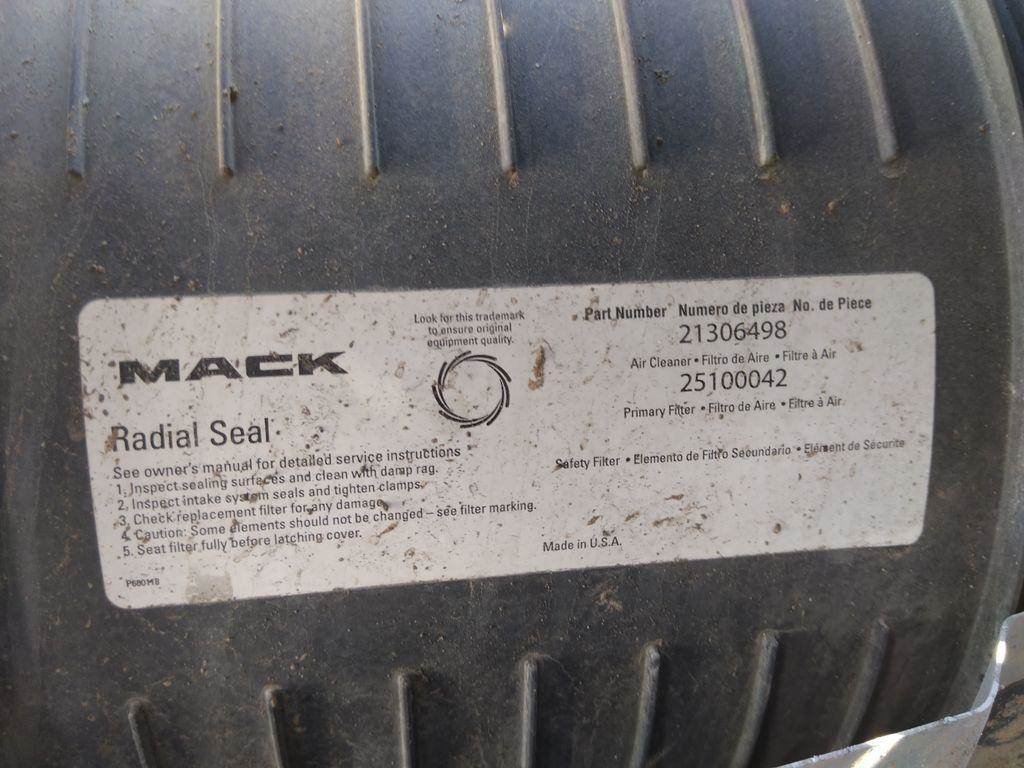 MACK
Look for this trademark
to ensure original
equipment quality.
Part Number Numero de pieza No. de Piece
21306498
Air Cleaner • Filtro de Aire • Filtre à Air
25100042
Primary Filter • Filtro de Aire • Filtre à Air
Safety Filter • Elemento de Filtro Secundario • Elément de Sécurité
Radial Seal
See owner's manual for detailed service instructions
1. Inspect sealing surfaces and clean with damp rag.
2. Inspect intake system seals and tighten clamps.
3. Check replacement filter for any damage.
4. Caution: Some elements should not be changed – see filter marking.
5. Seat filter fully before latching cover.
Made in U.S.A.